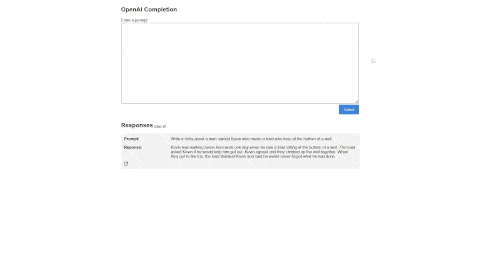 OpenAI Completion
Enter a prompt
Submit
Responses
Prompt: Write a story about a man named Kevin who meets a toad who lives at the bottom of a well.
Response: Kevin was walking home from work one day when he saw a toad sitting at the bottom of a well. The toad
asked Kevin if he would help him get out. Kevin agreed and they climbed up the well together. When
they got to the top, the toad thanked Kevin and said he would never forget what he had done.